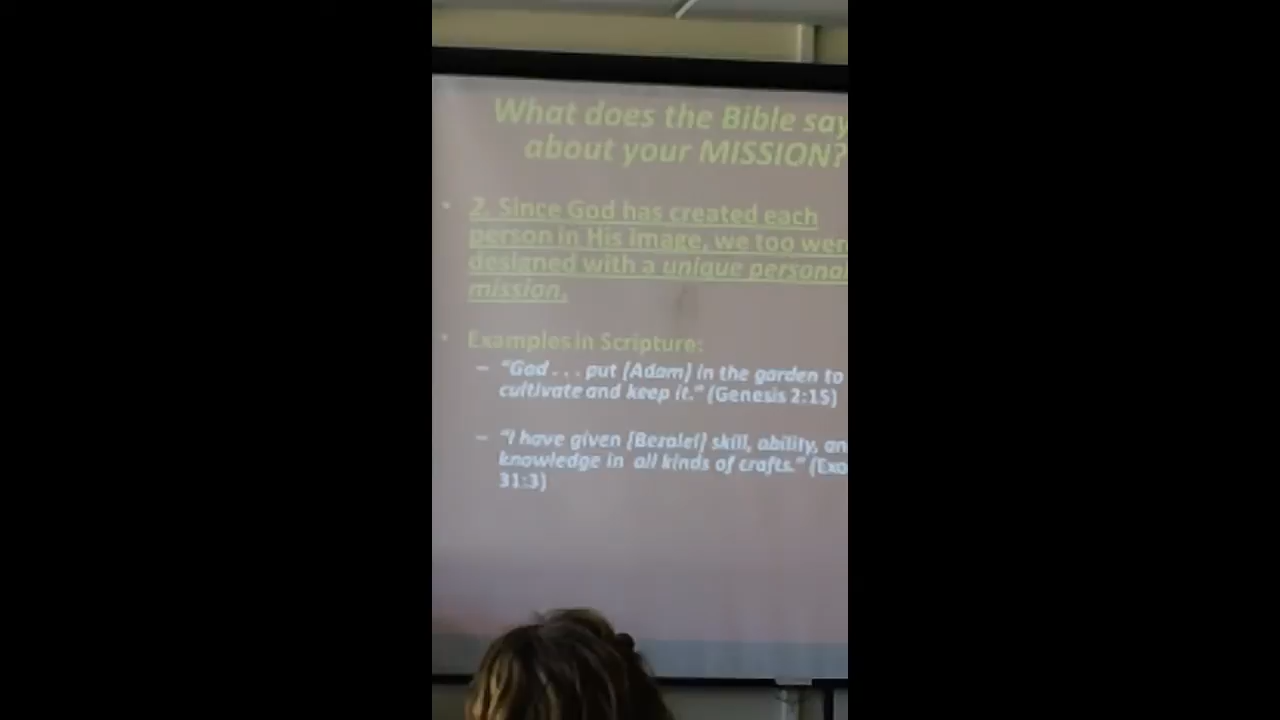 What does the Bible say
about your MISSION?
• 2. Since God has created each
person in His image, we too wer
designed with a unique personal
mission.
• Examples in Scripture:
– "God . . . put [Adam] in the garden to
cultivate and keep it." (Genesis 2:15)
– "I have given [Bezalel] skill, ability, an
knowledge in all kinds of crafts." (Exo
31:3)